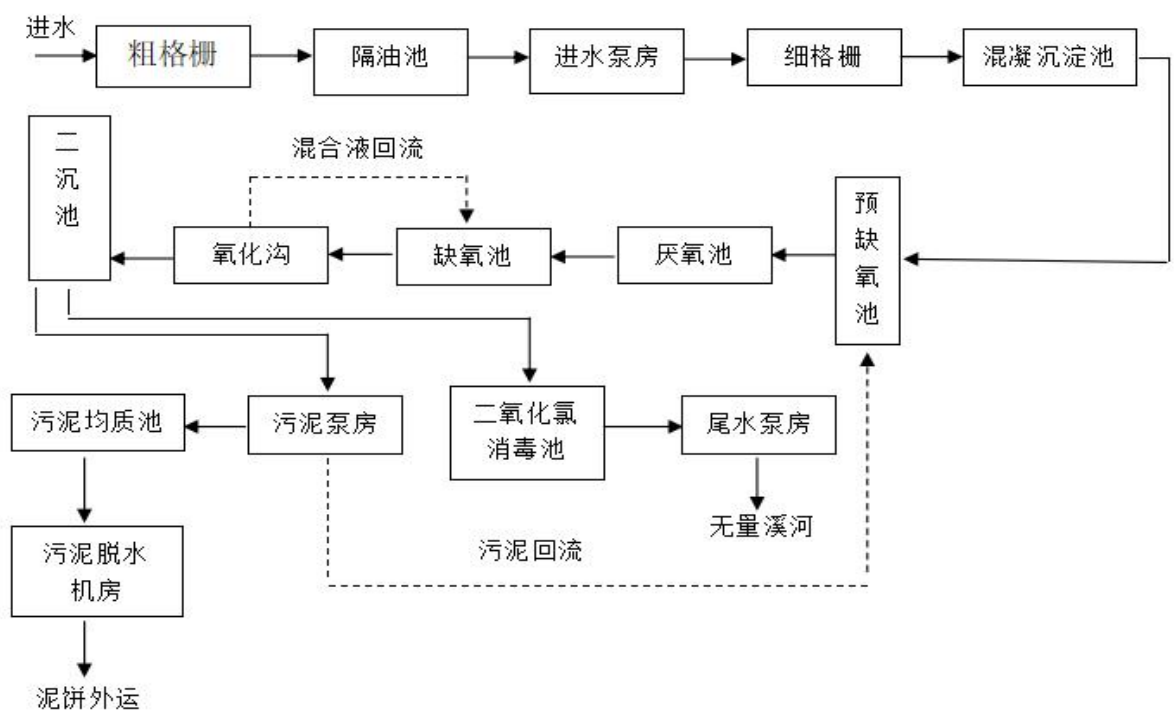 进水
粗格栅
隔油池
进水泵房
细格栅
混凝沉淀池
二
沉
池
混合液回流
氧化沟
缺氧池
厌氧池
预
缺
氧
池
污泥均质池
污泥泵房
二氧化氯
消毒池
尾水泵房
无量溪河
污泥脱水
机房
污泥回流
泥饼外运